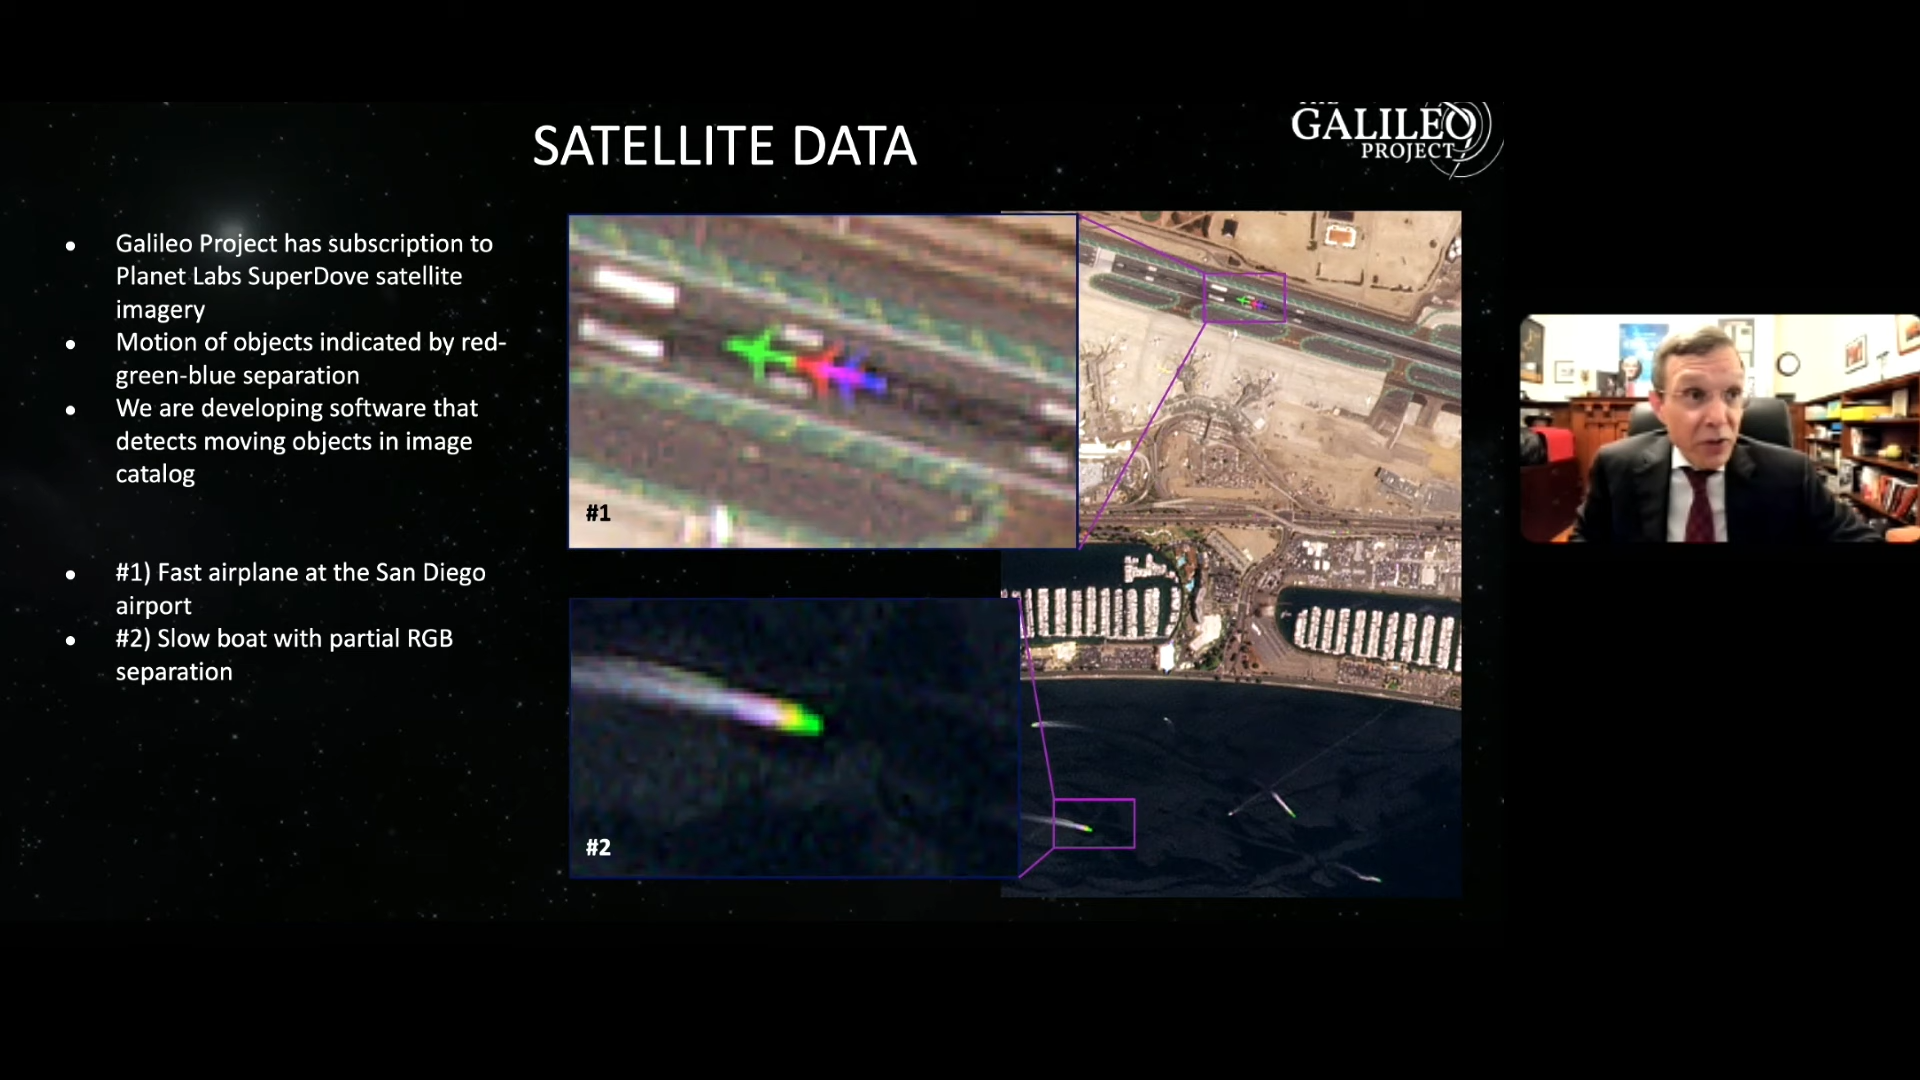 SATELLITE DATA
GALILEO
PROJECT
Galileo Project has subscription to
Planet Labs SuperDove satellite
imagery
Motion of objects indicated by red-
green-blue separation
We are developing software that
detects moving objects in image
catalog
#1) Fast airplane at the San Diego
airport
#2) Slow boat with partial RGB
separation
#1
#2